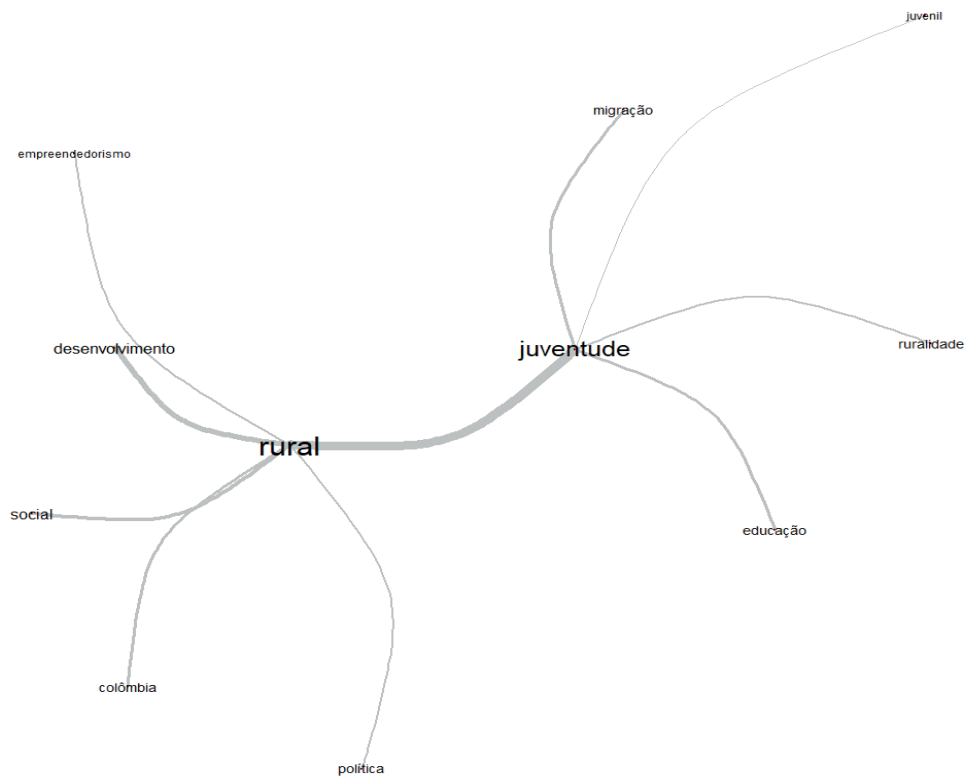 juvenil
migração
empreendedorismo
desenvolvimento
juventude
ruralidade
rural
social
educação
colômbia
política